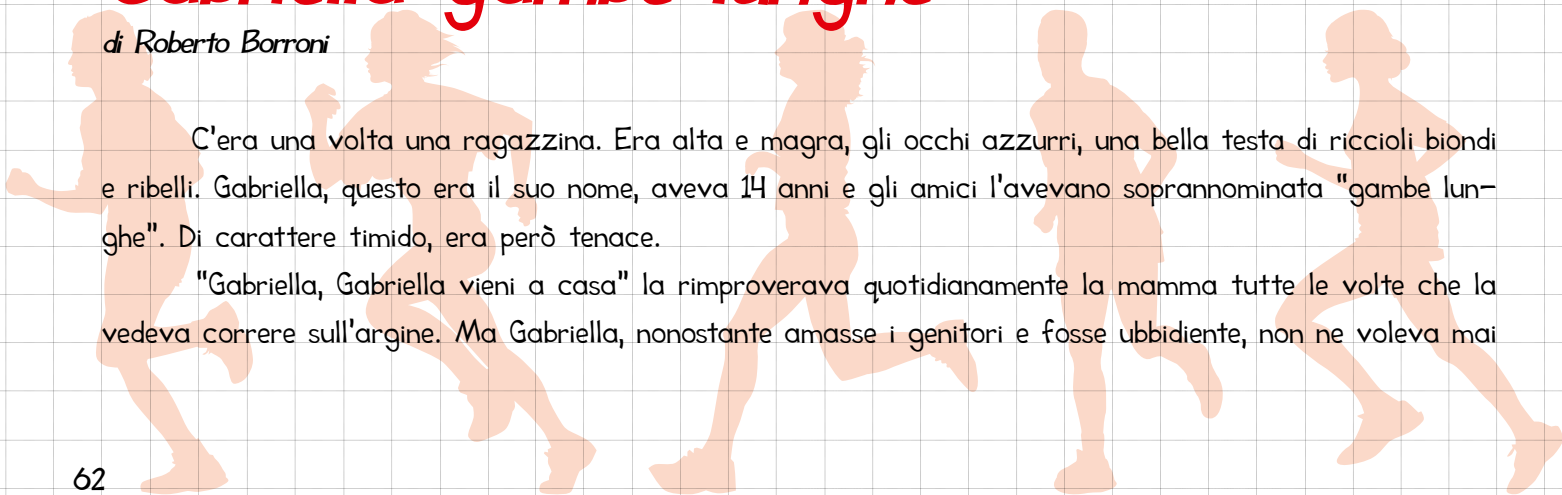 Gabriella "gambe lunghe"
di Roberto Borroni
C'era una volta una ragazzina. Era alta e magra, gli occhi azzurri, una bella testa di riccioli biondi
e ribelli. Gabriella, questo era il suo nome, aveva 14 anni e gli amici l'avevano soprannominata "gambe lun-
ghe". Di carattere timido, era però tenace.
"Gabriella, Gabriella vieni a casa" la rimproverava quotidianamente la mamma tutte le volte che la
vedeva correre sull'argine. Ma Gabriella, nonostante amasse i genitori e fosse ubbidiente, non ne voleva mai
62